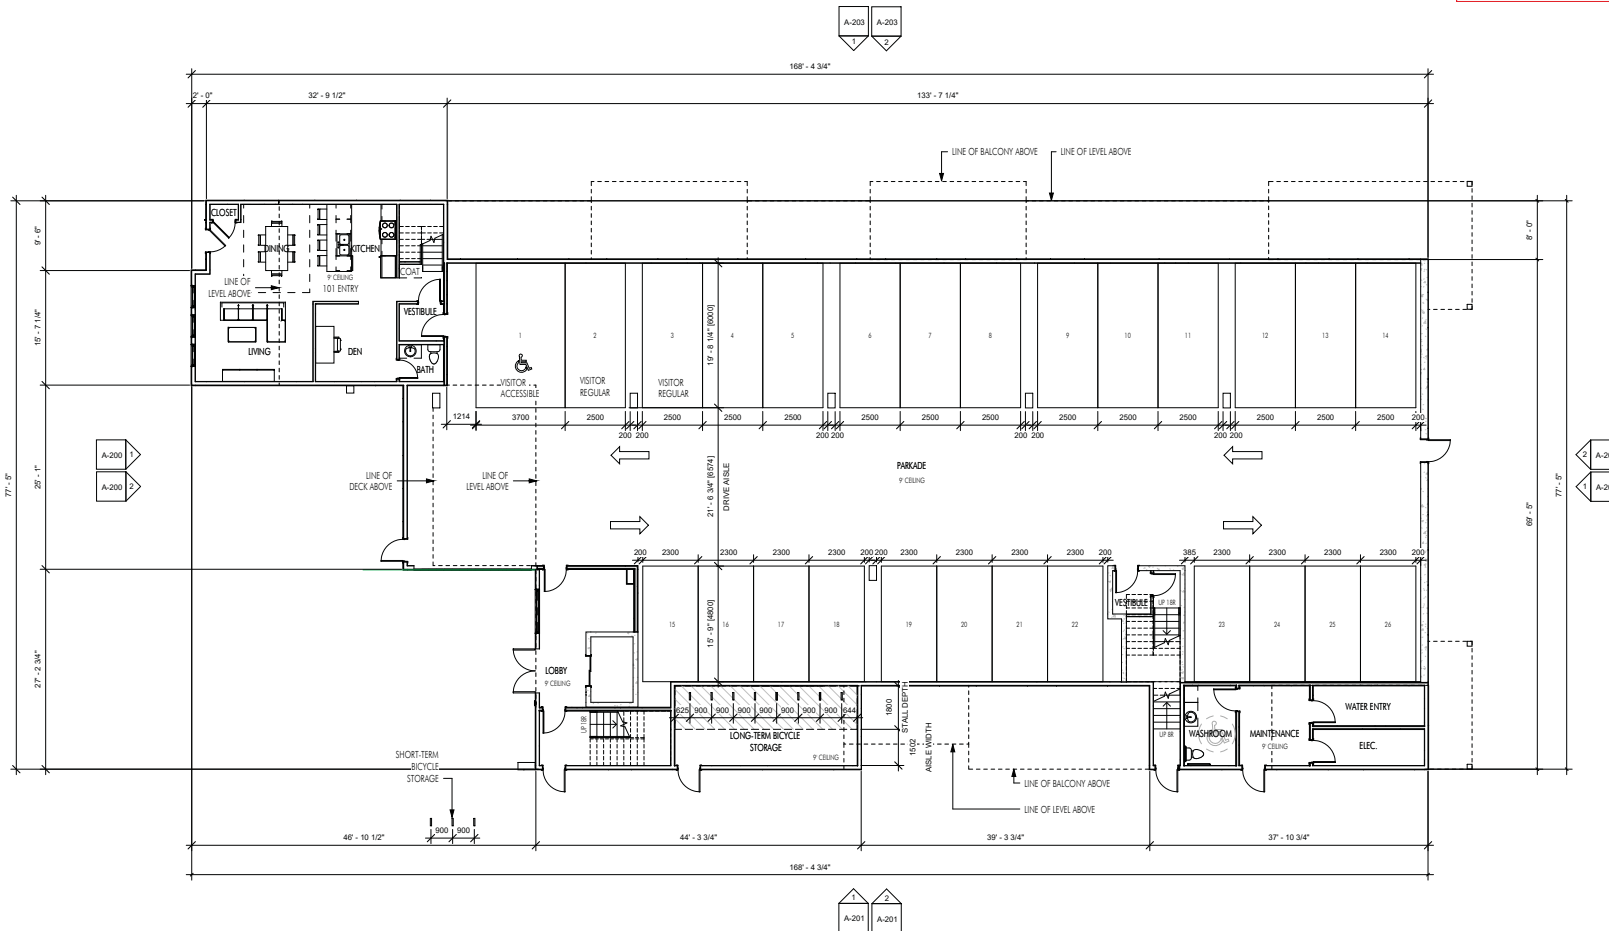 A-203 A-203
1 2
168' - 4 3/4"
2' - 0" 32' - 9 1/2" 133' - 7 1/4"
LINE OF BALCONY ABOVE LINE OF LEVEL ABOVE
CLOSET
DINING KITCHEN
9' CEILING
101 ENTRY
COAT
LINE OF
LEVEL ABOVE
VESTIBULE
LIVING DEN
BATH
9' - 6"
15' - 7 1/4"
25' - 1"
27' - 2 3/4"
77' - 5"
8' - 0"
69' - 5"
77' - 5"
1 2 3 4 5 6 7 8 9 10 11 12 13 14
19' - 8 1/4" [6000]
VISITOR
ACCESSIBLE
VISITOR
REGULAR
VISITOR
REGULAR
1214 3700 2500 2500 2500 2500 2500 2500 2500 2500 2500 2500 2500 2500 2500 200
200 200 200 200 200 200 200 200
A-200 1
A-200 2
2
1
LINE OF
DECK ABOVE
LINE OF
LEVEL ABOVE
21' - 6 3/4" [6574]
DRIVE AISLE
PARKADE
9' CEILING
200 2300 2300 2300 2300 200 200 2300 2300 2300 2300 200 385 2300 2300 2300 2300 200
15 16 17 18 19 20 21 22 23 24 25 26
15' - 9" [4800]
VESTIBULE UP 18R
LOBBY
9' CEILING
UP 18R
625 900 900 900 900 900 900 900 644
LONG-TERM BICYCLE
STORAGE
9' CEILING
1800
STALL DEPTH
1502
AISLE WIDTH
UP 8R
WASHROOM
MAINTENANCE
9' CEILING
WATER ENTRY
ELEC.
SHORT-TERM
BICYCLE
STORAGE
LINE OF BALCONY ABOVE
LINE OF LEVEL ABOVE
900 900
46' - 10 1/2" 44' - 3 3/4" 39' - 3 3/4" 37' - 10 3/4"
168' - 4 3/4"
1 2
A-201 A-201